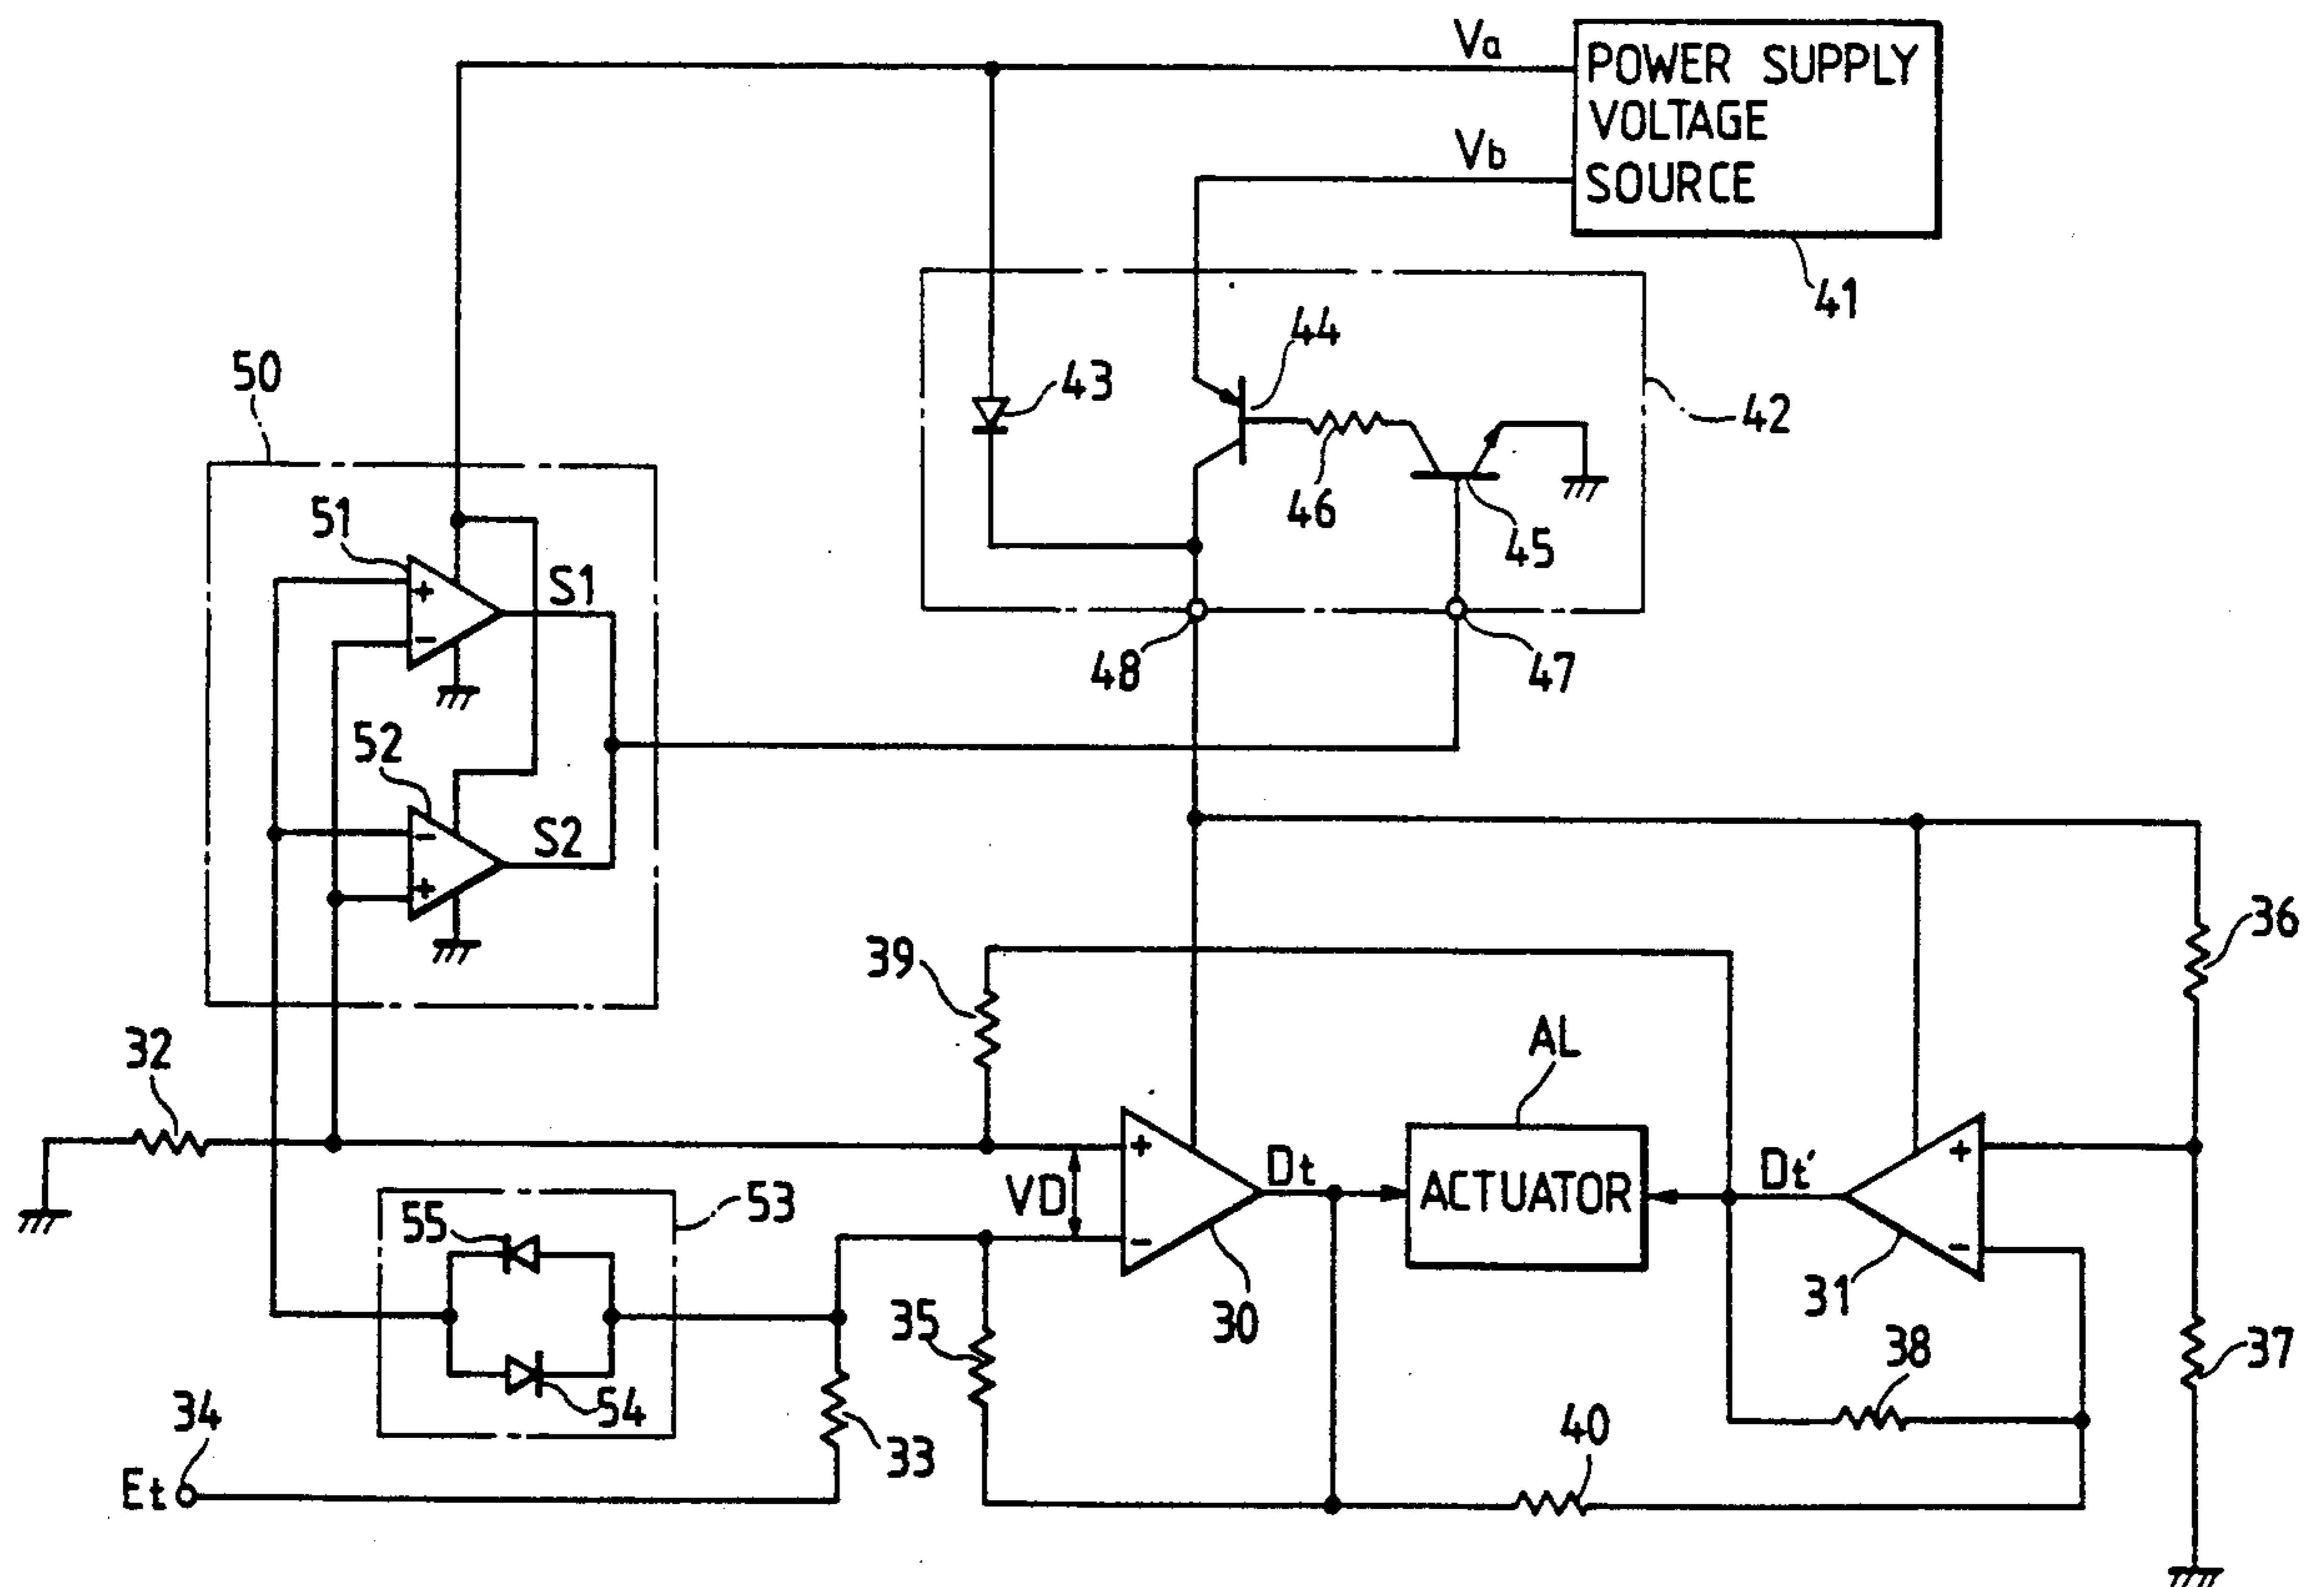 Va
POWER SUPPLY
VOLTAGE
SOURCE
Vb
41
44
43
42
50
46
45
51
+
S1
-
48
47
52
-
S2
+
39
36
32
AL
+
Dt
ACTUATOR
Dt'
+
VD
53
55
-
-
30
31
35
38
37
54
34
33
40
Et